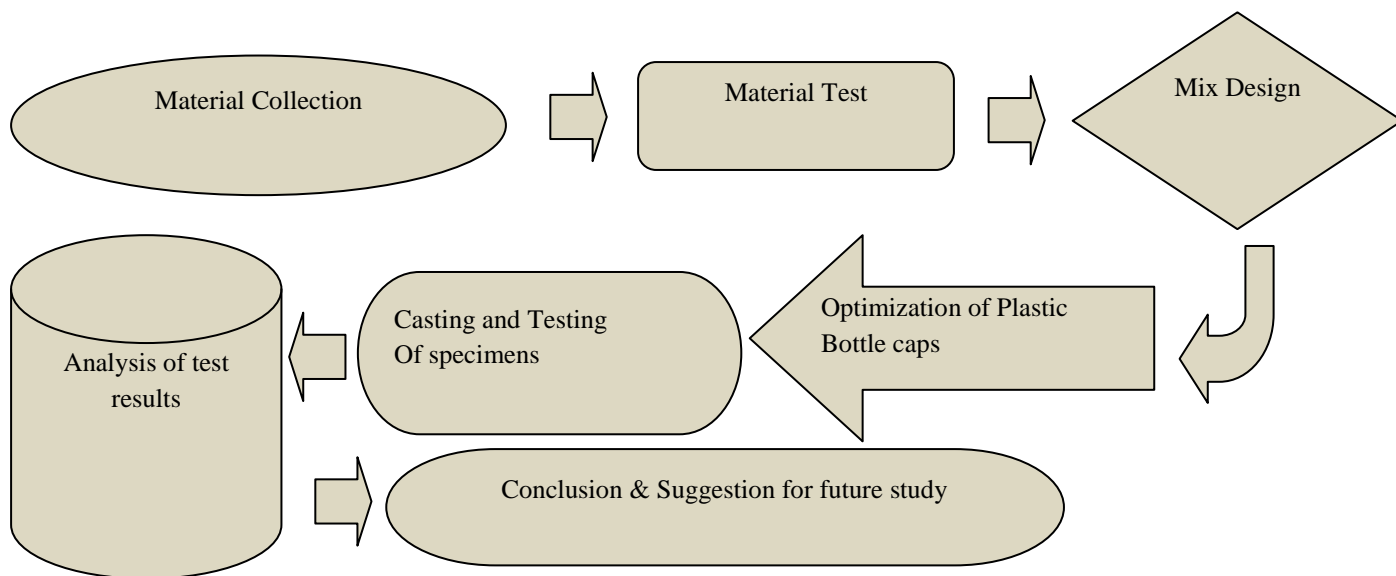 Material Collection
Material Test
Mix Design
Optimization of Plastic
Bottle caps
Casting and Testing
Of specimens
Analysis of test
results
Conclusion & Suggestion for future study